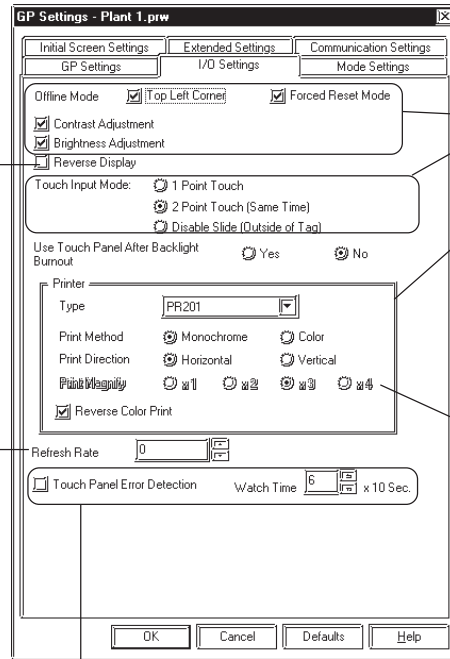 GP Settings - Plant 1.prw
Initial Screen Settings Extended Settings Communication Settings
GP Settings I/O Settings Mode Settings
Offline Mode Top Left Corner Forced Reset Mode
Contrast Adjustment
Brightness Adjustment
Reverse Display
Touch Input Mode: 1 Point Touch
2 Point Touch (Same Time)
Disable Slide (Outside of Tag)
Use Touch Panel After Backlight
Burnout Yes No
Printer
Type PR201
Print Method Monochrome Color
Print Direction Horizontal Vertical
Print Magnify x1 x2 x3 x4
Reverse Color Print
Refresh Rate 0
Touch Panel Error Detection Watch Time 6 x 10 Sec.
OK Cancel Defaults Help